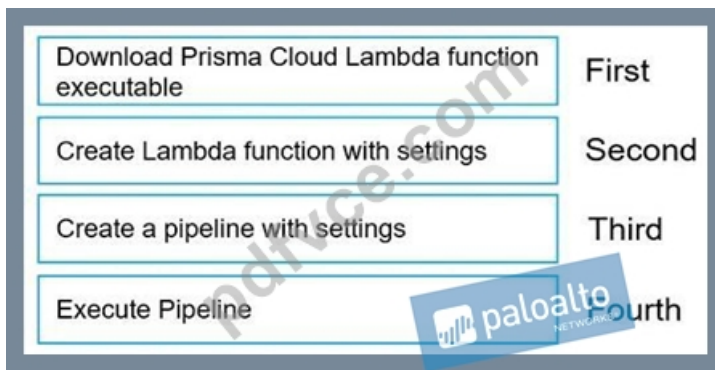 Download Prisma Cloud Lambda function
executable
First
Create Lambda function with settings
Second
Create a pipeline with settings
Third
Execute Pipeline
Fourth
pdfvce.com
paloalto
NETWORKS